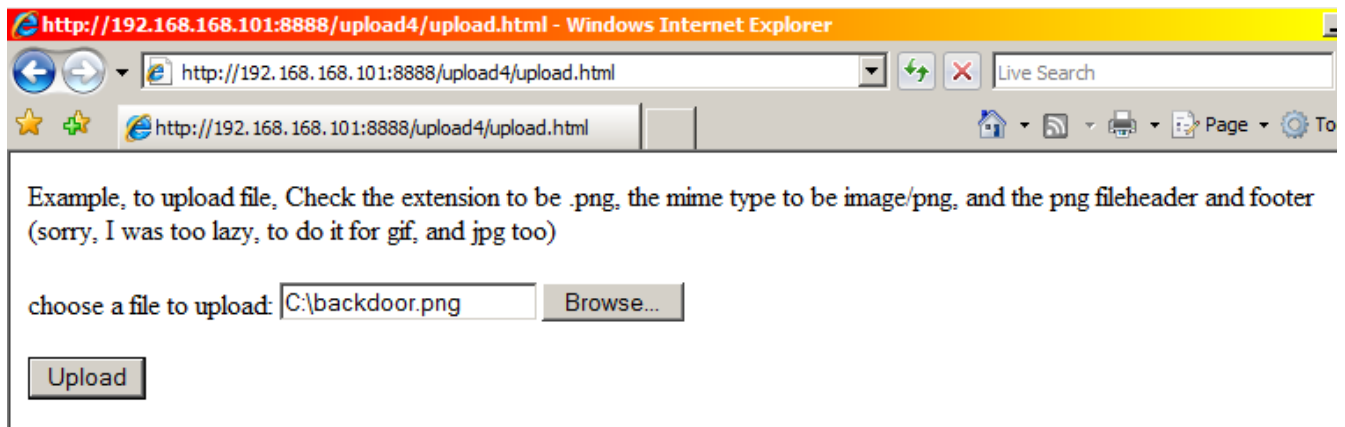 http://192.168.168.101:8888/upload4/upload.html - Windows Internet Explorer
http://192.168.168.101:8888/upload4/upload.html
Live Search
http://192.168.168.101:8888/upload4/upload.html
Page
To
Example, to upload file, Check the extension to be .png, the mime type to be image/png, and the png fileheader and footer
(sorry, I was too lazy, to do it for gif, and jpg too)
choose a file to upload: C:\backdoor.png Browse...
Upload